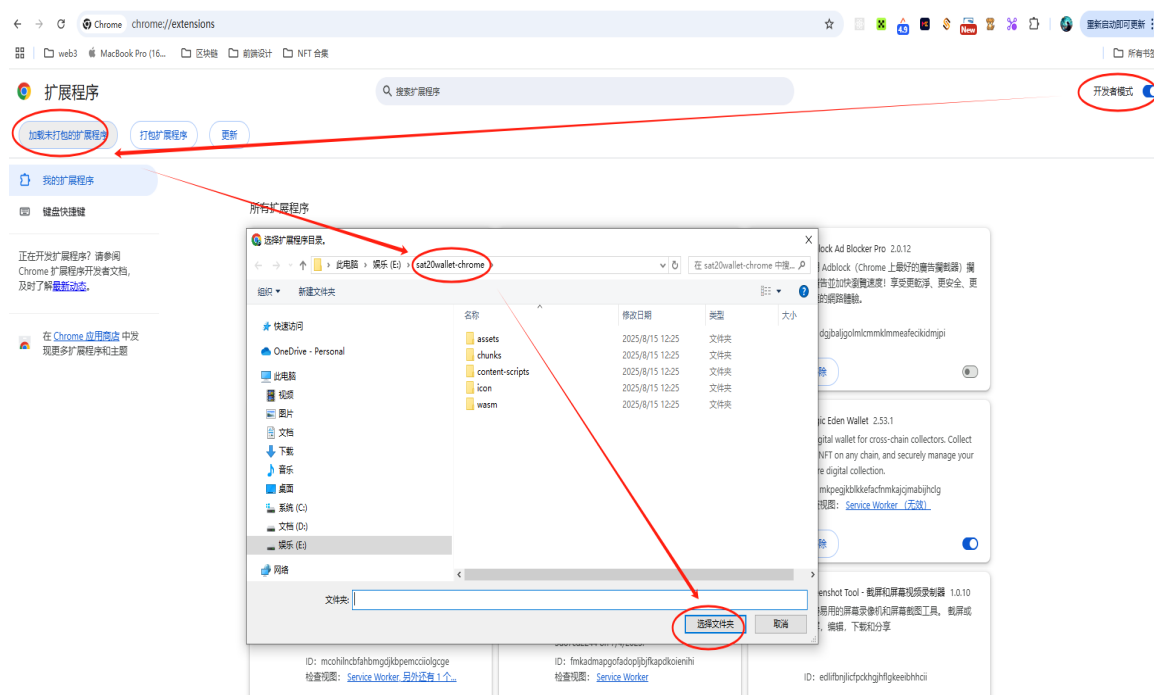 Chrome chrome://extensions
4.9
New
重新启动即可更新
web3 MacBook Pro (16... 区块链 前端设计 NFT 合集
所有书签
扩展程序
搜索扩展程序
开发者模式
加载未打包的扩展程序 打包扩展程序 更新
我的扩展程序
键盘快捷键
正在开发扩展程序？请参阅
Chrome 扩展程序开发者文档，
及时了解最新动态。
在 Chrome 应用商店 中发
现更多扩展程序和主题
所有扩展程序
选择扩展程序目录。
此电脑 娱乐 (E:) sat20wallet-chrome
在 sat20wallet-chrome 中搜...
组织 新建文件夹
名称 修改日期 类型 大小
快速访问
OneDrive - Personal
此电脑
视频
图片
文档
下载
音乐
桌面
系统 (C:)
文档 (D:)
娱乐 (E:)
网络
assets 2025/8/15 12:25 文件夹
chunks 2025/8/15 12:25 文件夹
content-scripts 2025/8/15 12:25 文件夹
icon 2025/8/15 12:25 文件夹
wasm 2025/8/15 12:25 文件夹
文件夹:
选择文件夹 取消
lock Ad Blocker Pro 2.0.12
Adblock（Chrome 上最好的廣告攔截器）攔
告並加快瀏覽速度！享受更乾淨、更安全、更
的網路體驗。
dgjbaljgolmlcmmklmmeafecikidmjpi
除
ic Eden Wallet 2.53.1
gital wallet for cross-chain collectors. Collect
NFT on any chain, and securely manage your
re digital collection.
mkpegjkblkkefacfnmkajcjmabijhclg
视图： Service Worker （无效）
除
enshot Tool - 截屏和屏幕视频录制器 1.0.10
易用的屏幕录像机和屏幕截图工具。 截屏或
，编辑，下载和分享
ID：mcohilncbfahbmgdjkbpemcciiolgcge
检查视图： Service Worker, 另外还有 1 个...
ID：fmkadmapgofadopljbjfkapdkoienihi
检查视图： Service Worker
ID：edlifbnjlicfpckhgjhflgkeeibhhcii